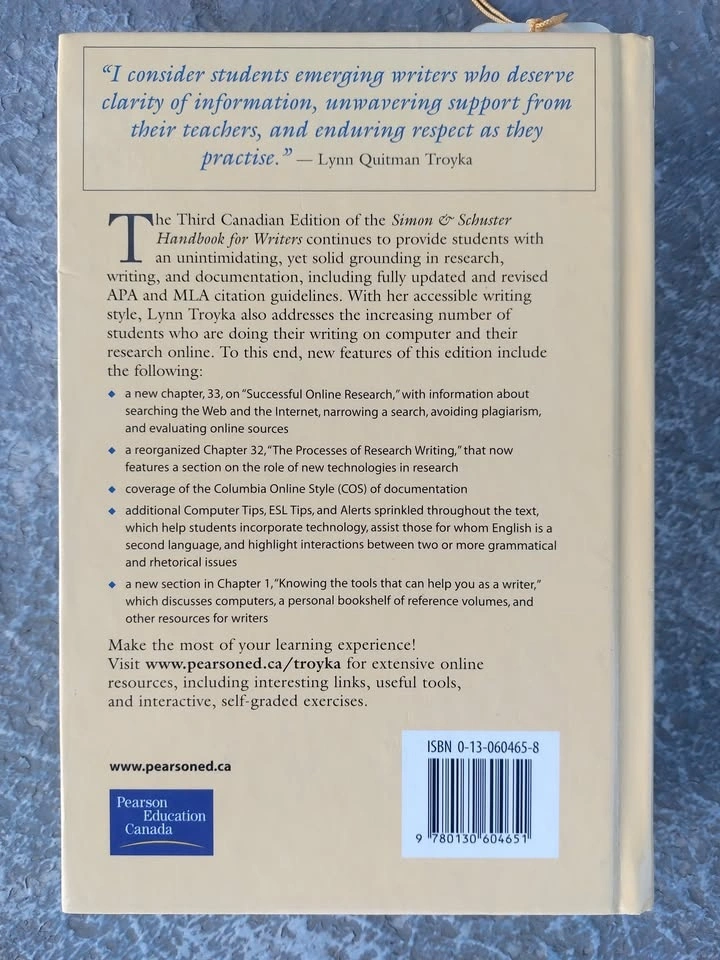 “I consider students emerging writers who deserve
clarity of information, unwavering support from
their teachers, and enduring respect as they
practise.” — Lynn Quitman Troyka
The Third Canadian Edition of the Simon & Schuster
Handbook for Writers continues to provide students with
an unintimidating, yet solid grounding in research,
writing, and documentation, including fully updated and revised
APA and MLA citation guidelines. With her accessible writing
style, Lynn Troyka also addresses the increasing number of
students who are doing their writing on computer and their
research online. To this end, new features of this edition include
the following:
◆ a new chapter, 33, on “Successful Online Research,” with information about
searching the Web and the Internet, narrowing a search, avoiding plagiarism,
and evaluating online sources
◆ a reorganized Chapter 32, “The Processes of Research Writing,” that now
features a section on the role of new technologies in research
◆ coverage of the Columbia Online Style (COS) of documentation
◆ additional Computer Tips, ESL Tips, and Alerts sprinkled throughout the text,
which help students incorporate technology, assist those for whom English is a
second language, and highlight interactions between two or more grammatical
and rhetorical issues
◆ a new section in Chapter 1, “Knowing the tools that can help you as a writer,”
which discusses computers, a personal bookshelf of reference volumes, and
other resources for writers
Make the most of your learning experience!
Visit www.pearsoned.ca/troyka for extensive online
resources, including interesting links, useful tools,
and interactive, self-graded exercises.
www.pearsoned.ca
Pearson
Education
Canada
ISBN 0-13-060465-8
9 780130 604651